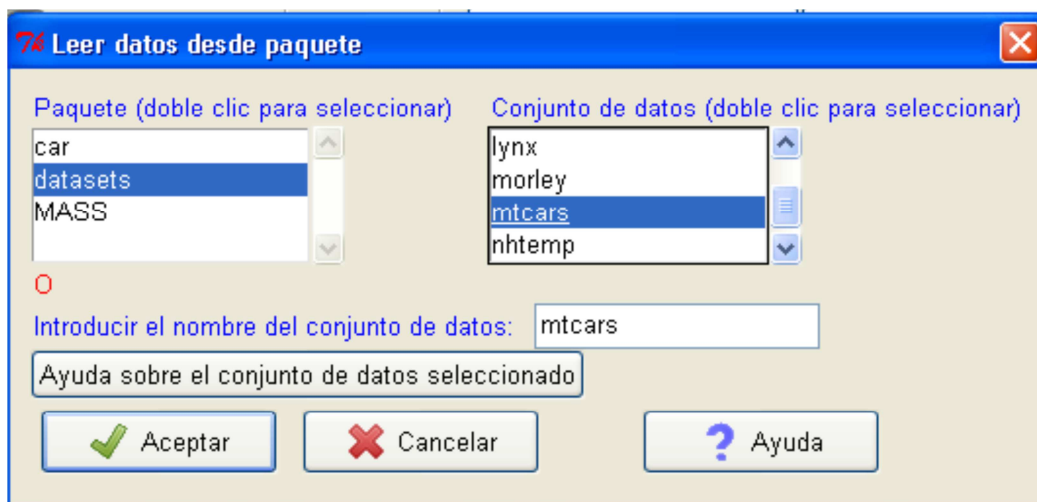 Leer datos desde paquete
Paquete (doble clic para seleccionar)
Conjunto de datos (doble clic para seleccionar)
car
datasets
MASS
lynx
morley
mtcars
nhtemp
O
Introducir el nombre del conjunto de datos:
mtcars
Ayuda sobre el conjunto de datos seleccionado
Aceptar
Cancelar
? Ayuda